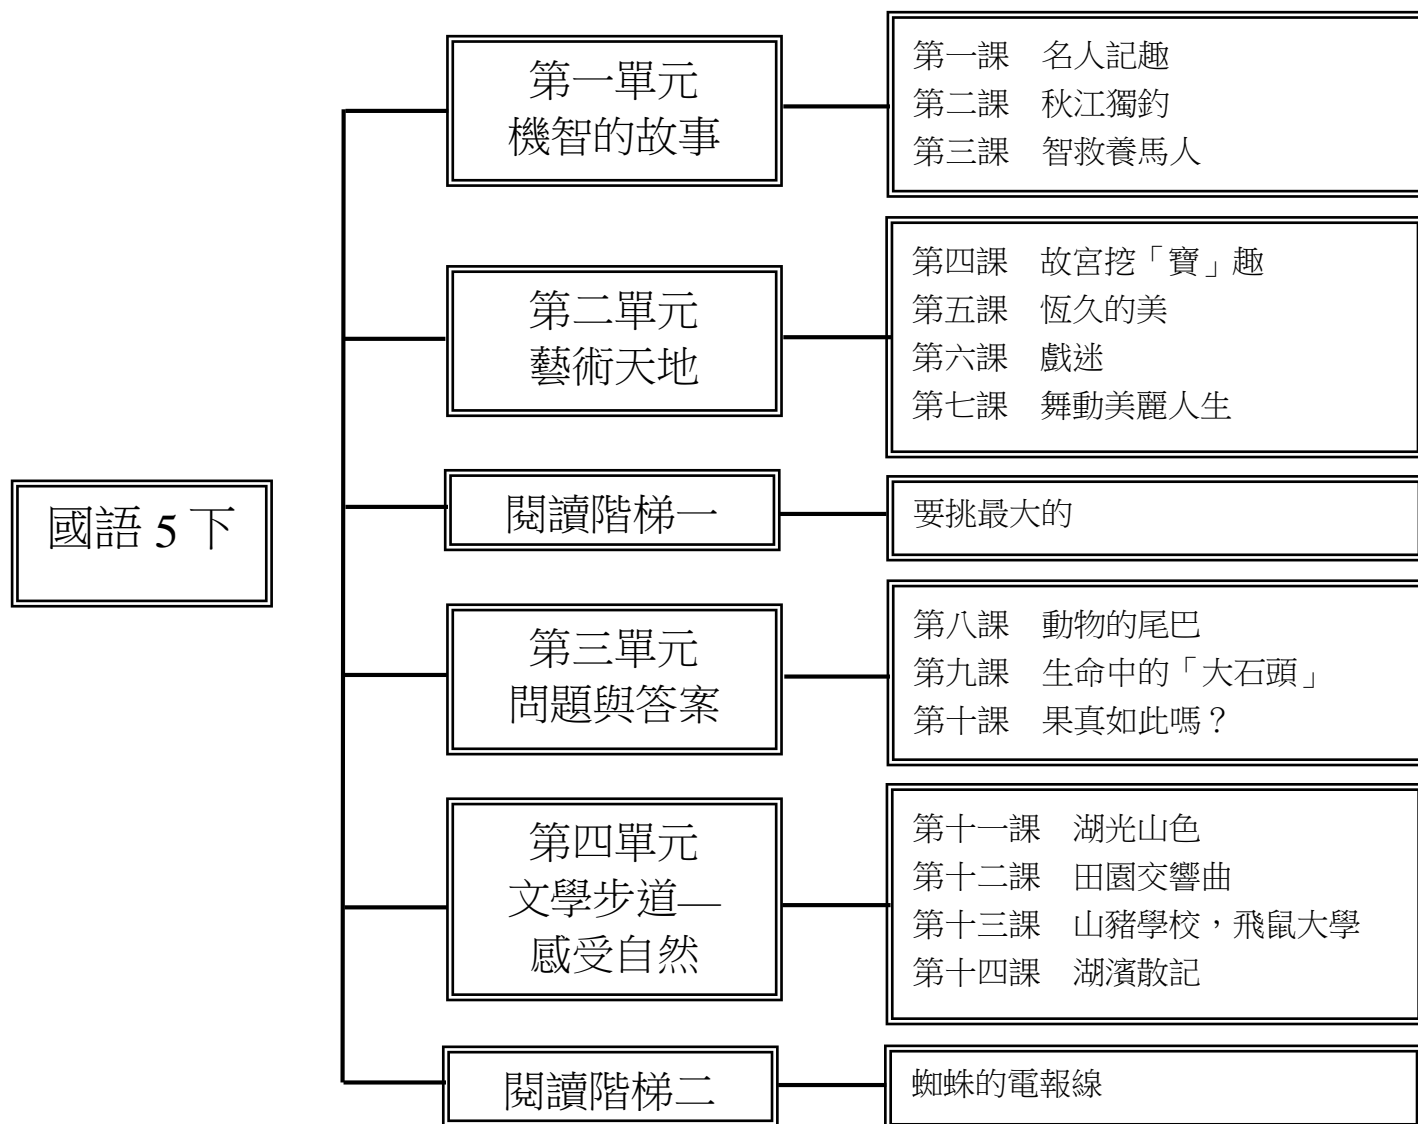 國語 5 下
第一單元
機智的故事
第一課　名人記趣
第二課　秋江獨釣
第三課　智救養馬人
第二單元
藝術天地
第四課　故宮挖「寶」趣
第五課　恆久的美
第六課　戲迷
第七課　舞動美麗人生
閱讀階梯一
要挑最大的
第三單元
問題與答案
第八課　動物的尾巴
第九課　生命中的「大石頭」
第十課　果真如此嗎？
第四單元
文學步道—
感受自然
第十一課　湖光山色
第十二課　田園交響曲
第十三課　山豬學校，飛鼠大學
第十四課　湖濱散記
閱讀階梯二
蜘蛛的電報線